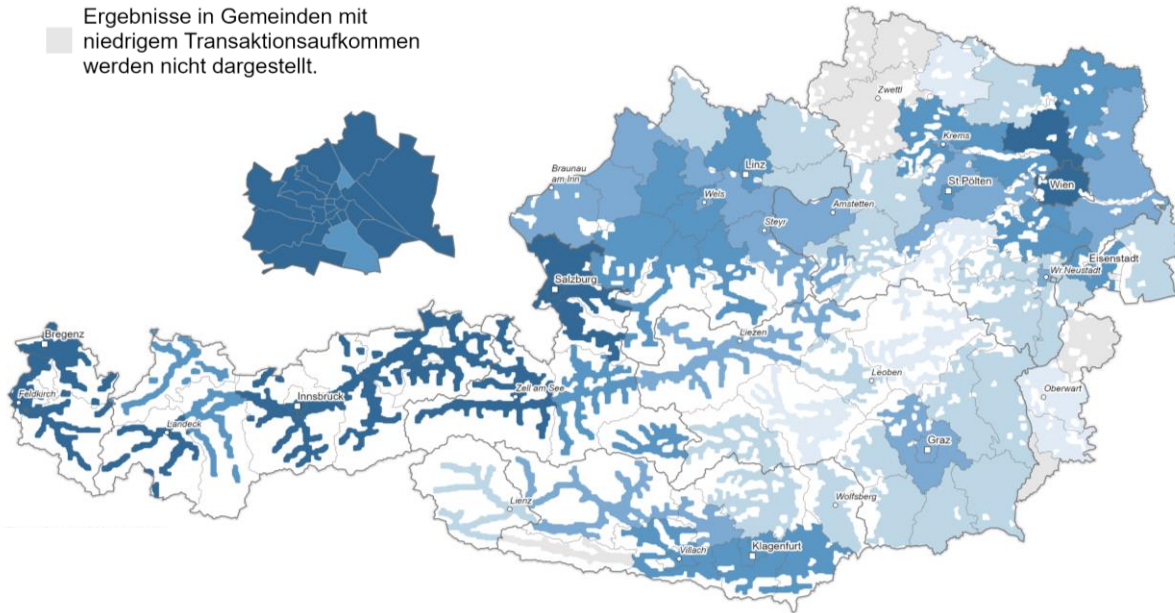 Ergebnisse in Gemeinden mit
niedrigem Transaktionsaufkommen
werden nicht dargestellt.
Zwettl
Krems
Linz
Braunau
am Inn
Wels
St.Pölten
Wien
Amstetten
Steyr
Eisenstadt
Wr.Neustadt
Salzburg
Bregenz
Liezen
Leoben
Oberwart
Feldkirch
Innsbruck
Zell am See
Landeck
Graz
Lienz
Wolfsberg
Villach
Klagenfurt